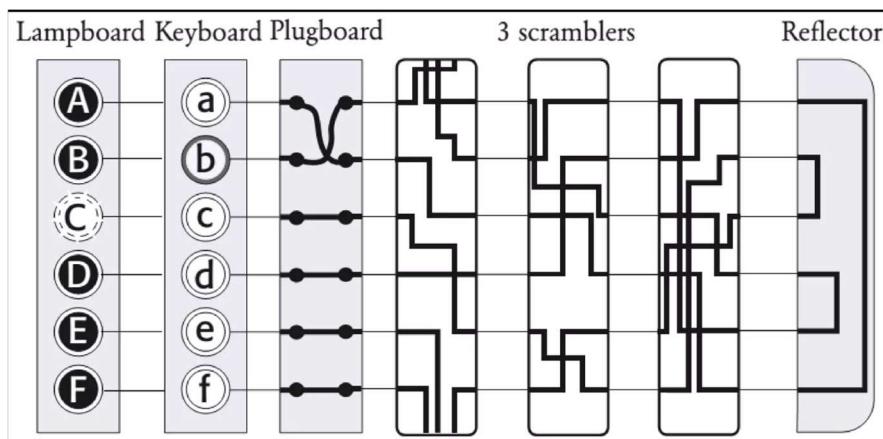 Lampboard Keyboard Plugboard 3 scramblers Reflector
A a
B b
C c
D d
E e
F f